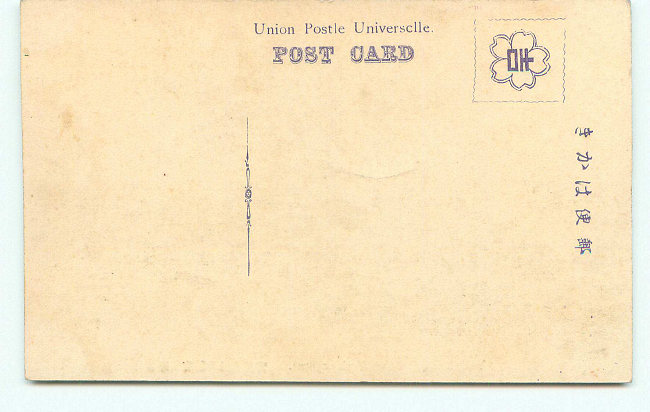 Union Postle Universclle.
POST CARD
郵便はかき